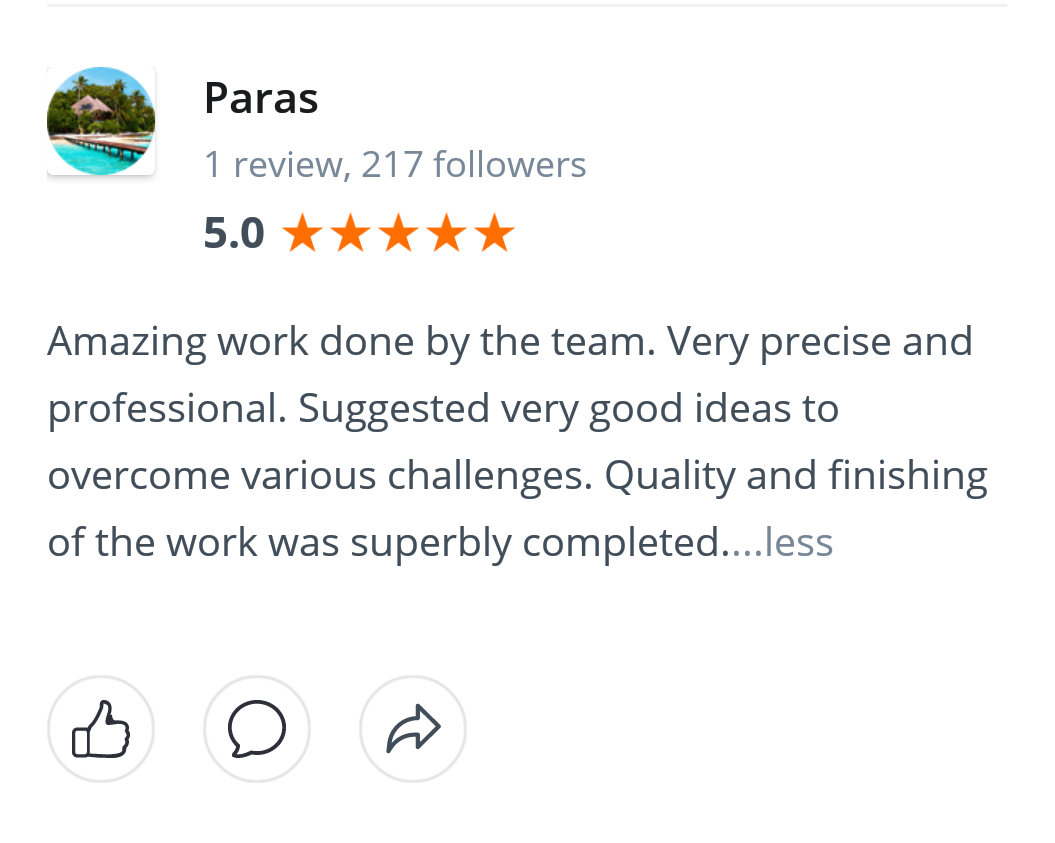 Paras
1 review, 217 followers
5.0
Amazing work done by the team. Very precise and
professional. Suggested very good ideas to
overcome various challenges. Quality and finishing
of the work was superbly completed....less